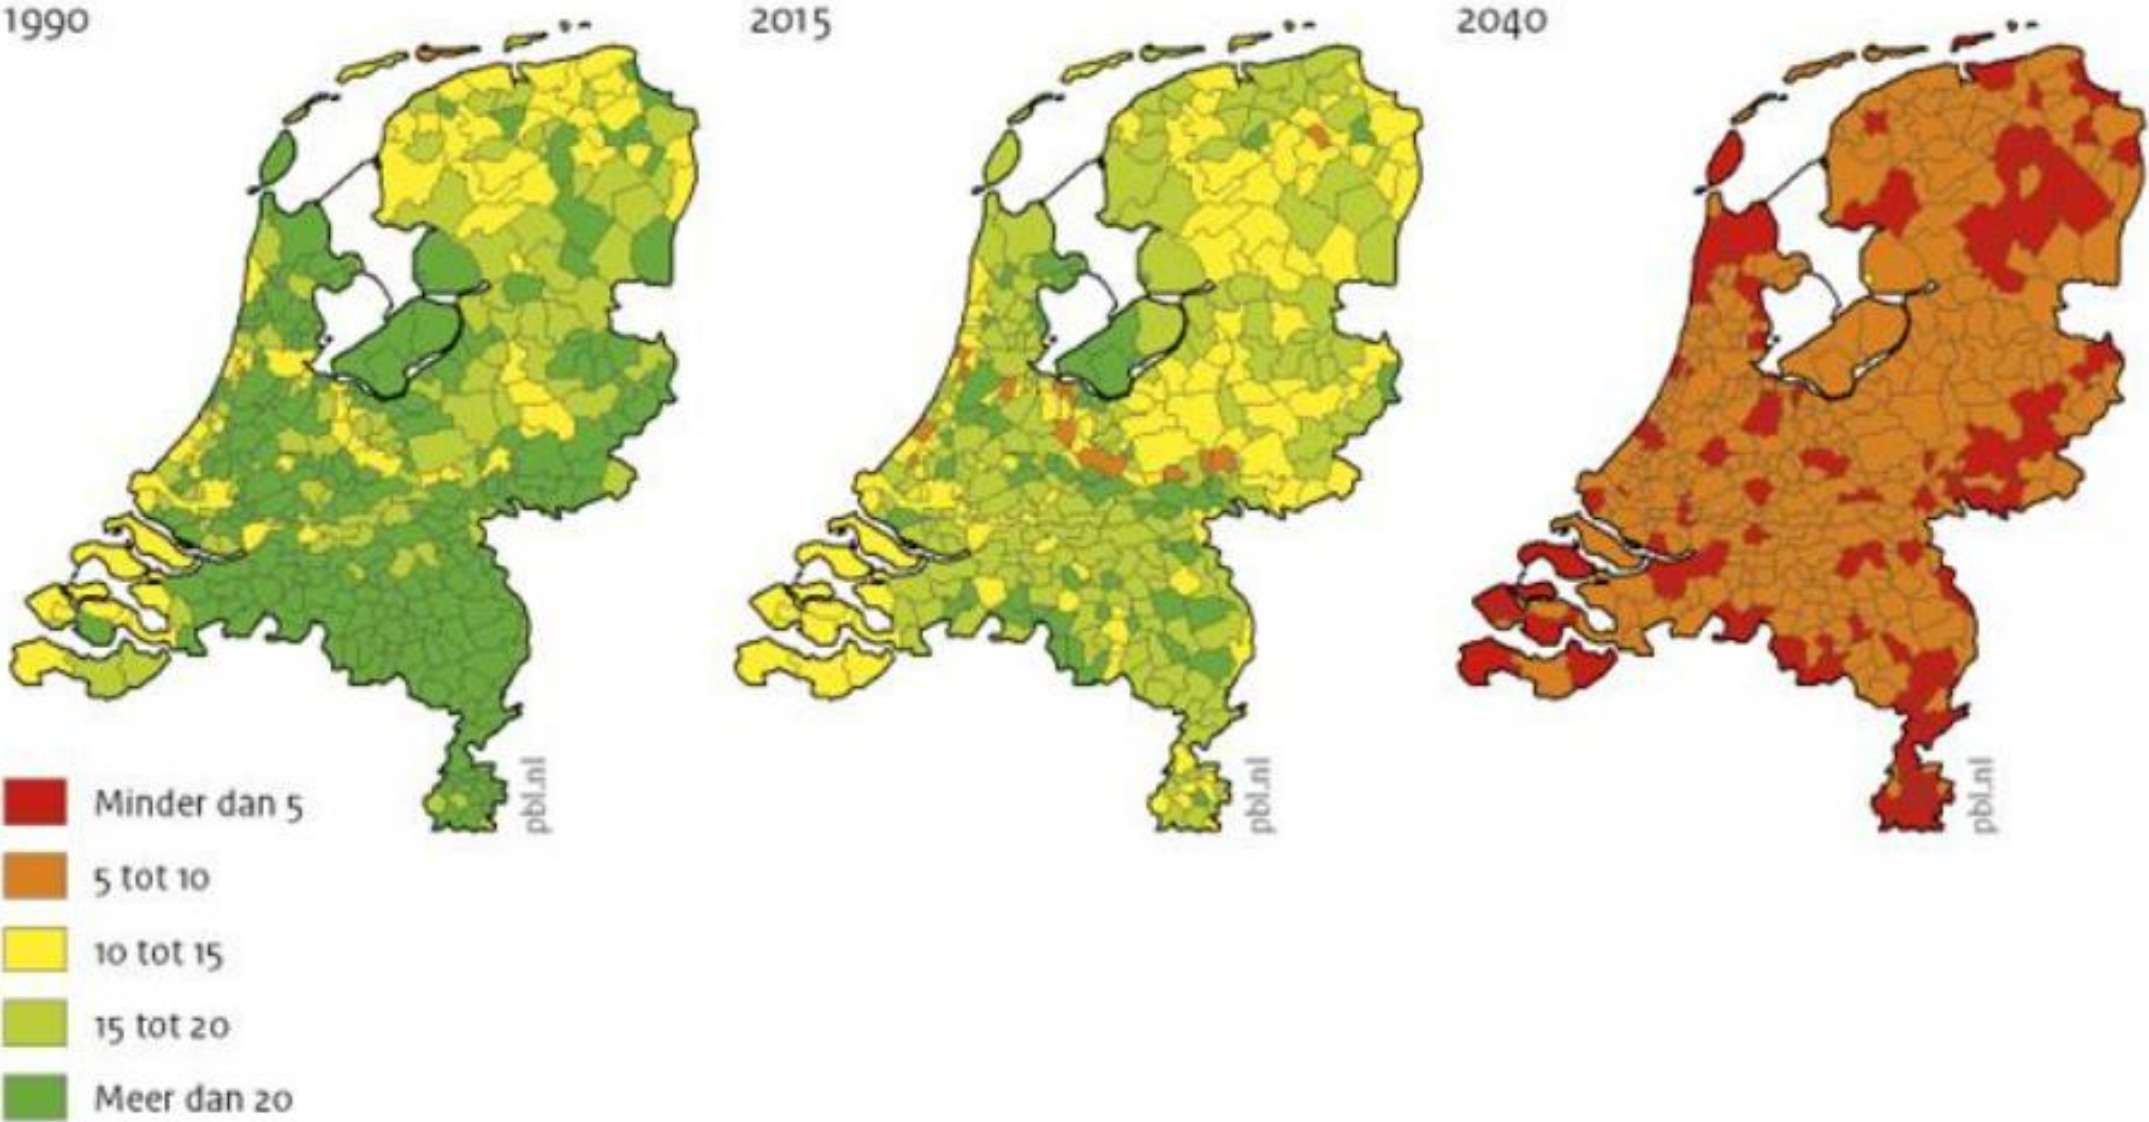 1990
2015
2040
pbl.nl
pbl.nl
pbl.nl
Minder dan 5
5 tot 10
10 tot 15
15 tot 20
Meer dan 20